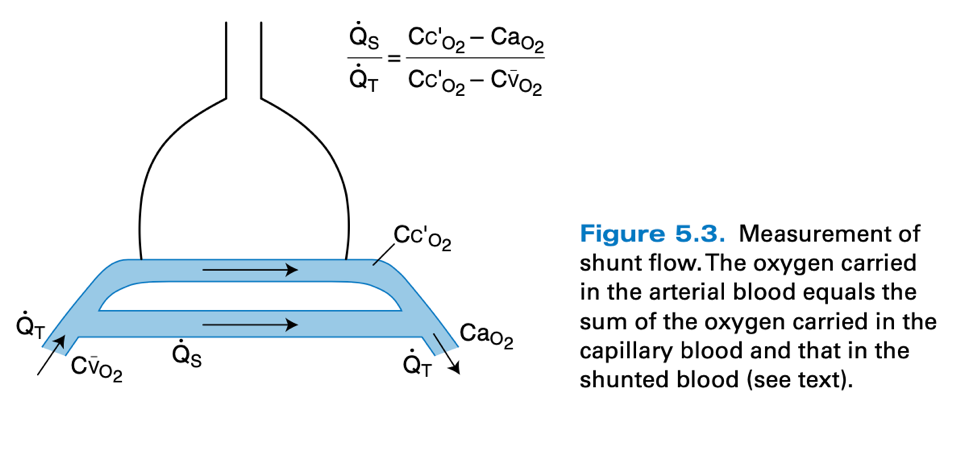 Q̇S Cc'O2 – CaO2
=
Q̇T Cc'O2 – Cv̄O2
Cc'O2
Q̇T
Cv̄O2
Q̇S
CaO2
Q̇T
Figure 5.3. Measurement of
shunt flow. The oxygen carried
in the arterial blood equals the
sum of the oxygen carried in the
capillary blood and that in the
shunted blood (see text).